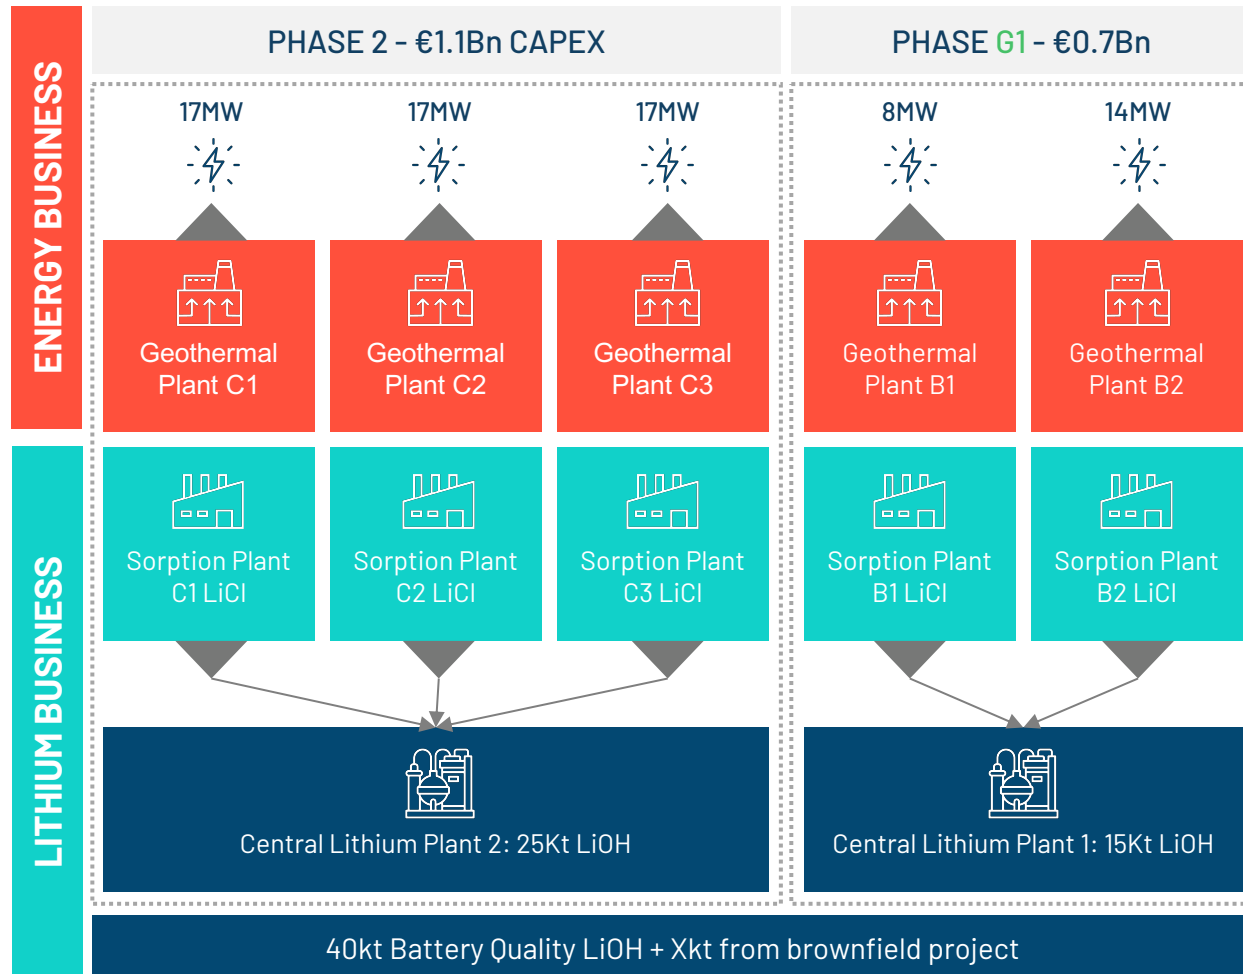 PHASE 2 - €1.1Bn CAPEX
PHASE G1 - €0.7Bn
ENERGY BUSINESS
17MW
17MW
17MW
8MW
14MW
Geothermal
Plant C1
Geothermal
Plant C2
Geothermal
Plant C3
Geothermal
Plant B1
Geothermal
Plant B2
LITHIUM BUSINESS
Sorption Plant
C1 LiCl
Sorption Plant
C2 LiCl
Sorption Plant
C3 LiCl
Sorption Plant
B1 LiCl
Sorption Plant
B2 LiCl
Central Lithium Plant 2: 25Kt LiOH
Central Lithium Plant 1: 15Kt LiOH
40kt Battery Quality LiOH + Xkt from brownfield project